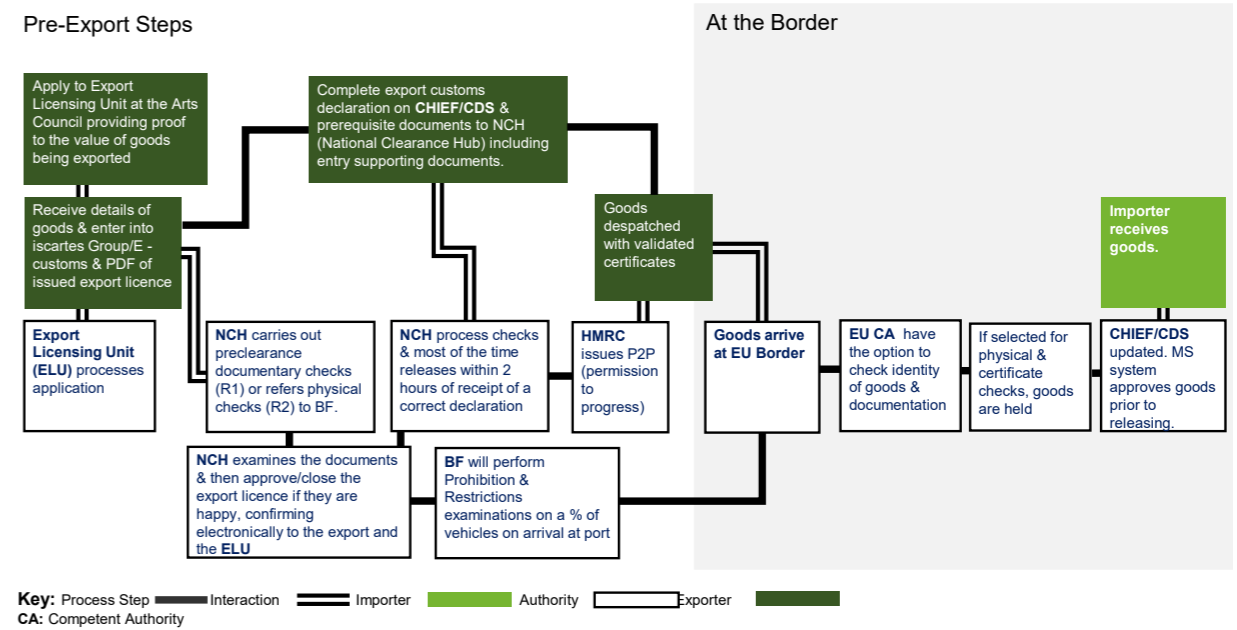 Pre-Export Steps
At the Border
Apply to Export
Licensing Unit at the Arts
Council providing proof
to the value of goods
being exported
Complete export customs
declaration on CHIEF/CDS &
prerequisite documents to NCH
(National Clearance Hub) including
entry supporting documents.
Receive details of
goods & enter into
iscartes Group/E -
customs & PDF of
issued export licence
Goods
despatched
with validated
certificates
Importer
receives
goods.
Export
Licensing Unit
(ELU) processes
application
NCH carries out
preclearance
documentary checks
(R1) or refers physical
checks (R2) to BF.
NCH process checks
& most of the time
releases within 2
hours of receipt of a
correct declaration
HMRC
issues P2P
(permission
to
progress)
Goods arrive
at EU Border
EU CA have
the option to
check identity
of goods &
documentation
If selected for
physical &
certificate
checks, goods
are held
CHIEF/CDS
updated. MS
system
approves goods
prior to
releasing.
NCH examines the documents
& then approve/close the
export licence if they are
happy, confirming
electronically to the export and
the ELU
BF will perform
Prohibition &
Restrictions
examinations on a % of
vehicles on arrival at port
Key: Process Step Interaction Importer Authority Exporter
CA: Competent Authority